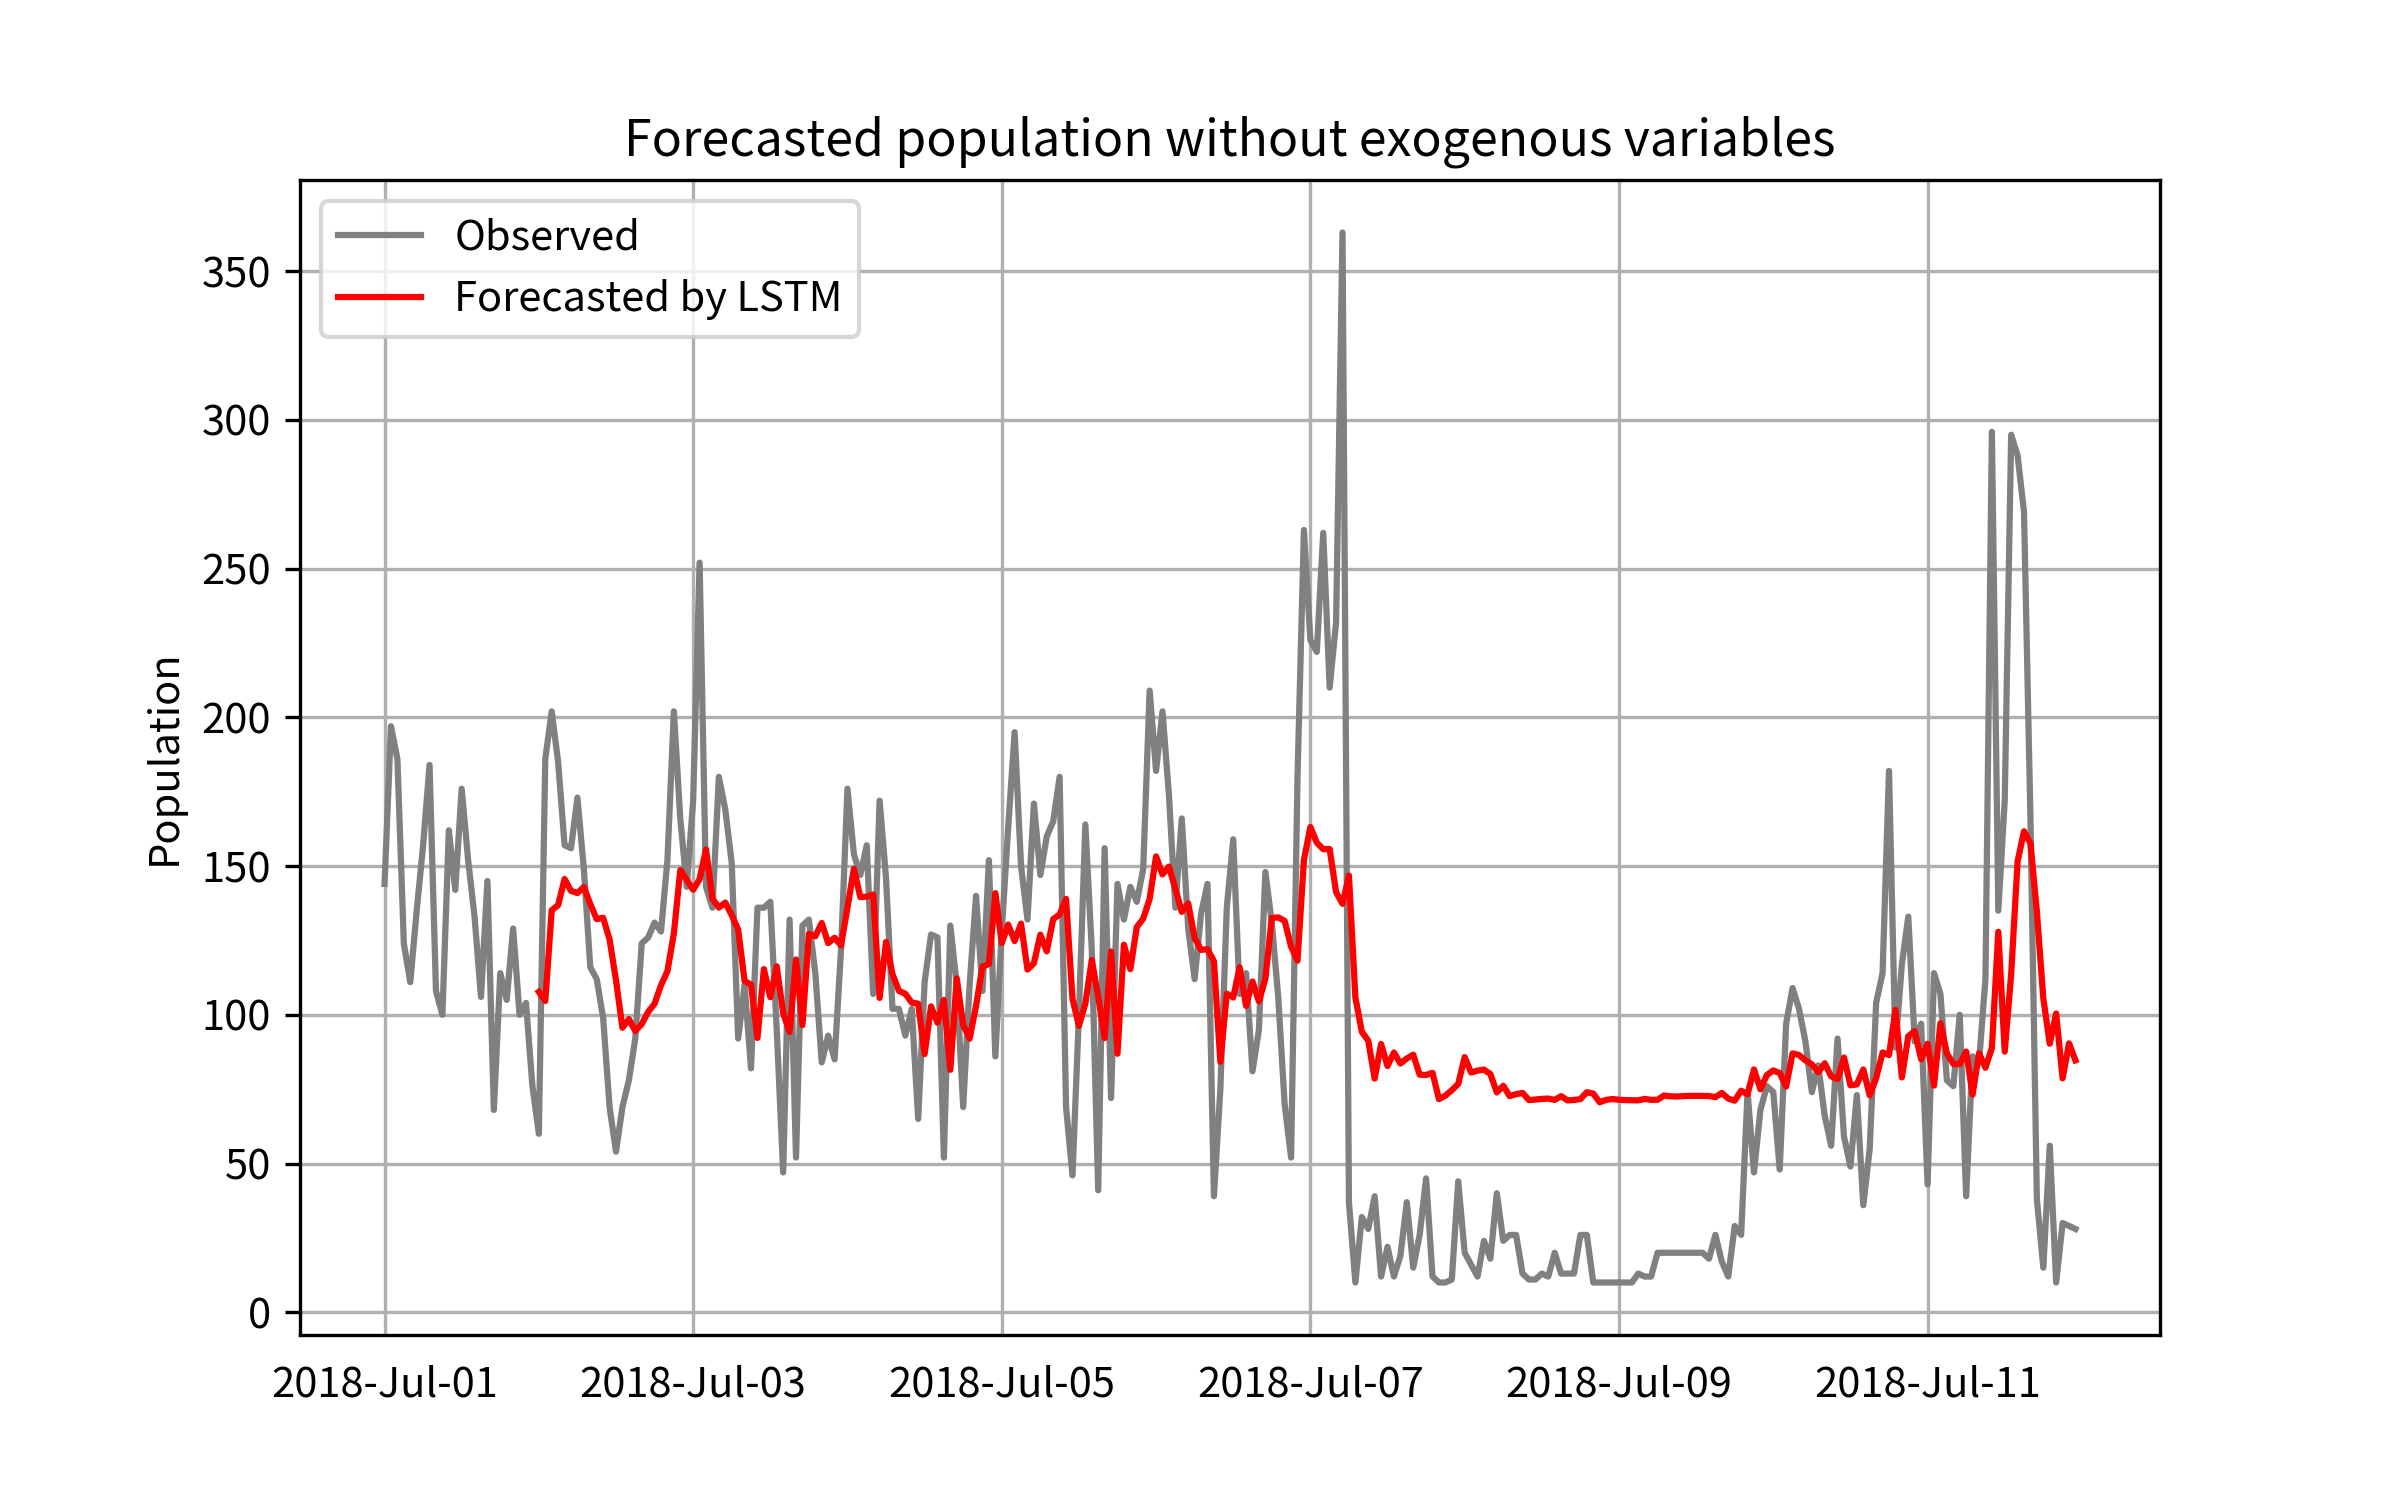 Forecasted population without exogenous variables
Observed
Forecasted by LSTM
Population
350
300
250
200
150
100
50
0
2018-Jul-01 2018-Jul-03 2018-Jul-05 2018-Jul-07 2018-Jul-09 2018-Jul-11